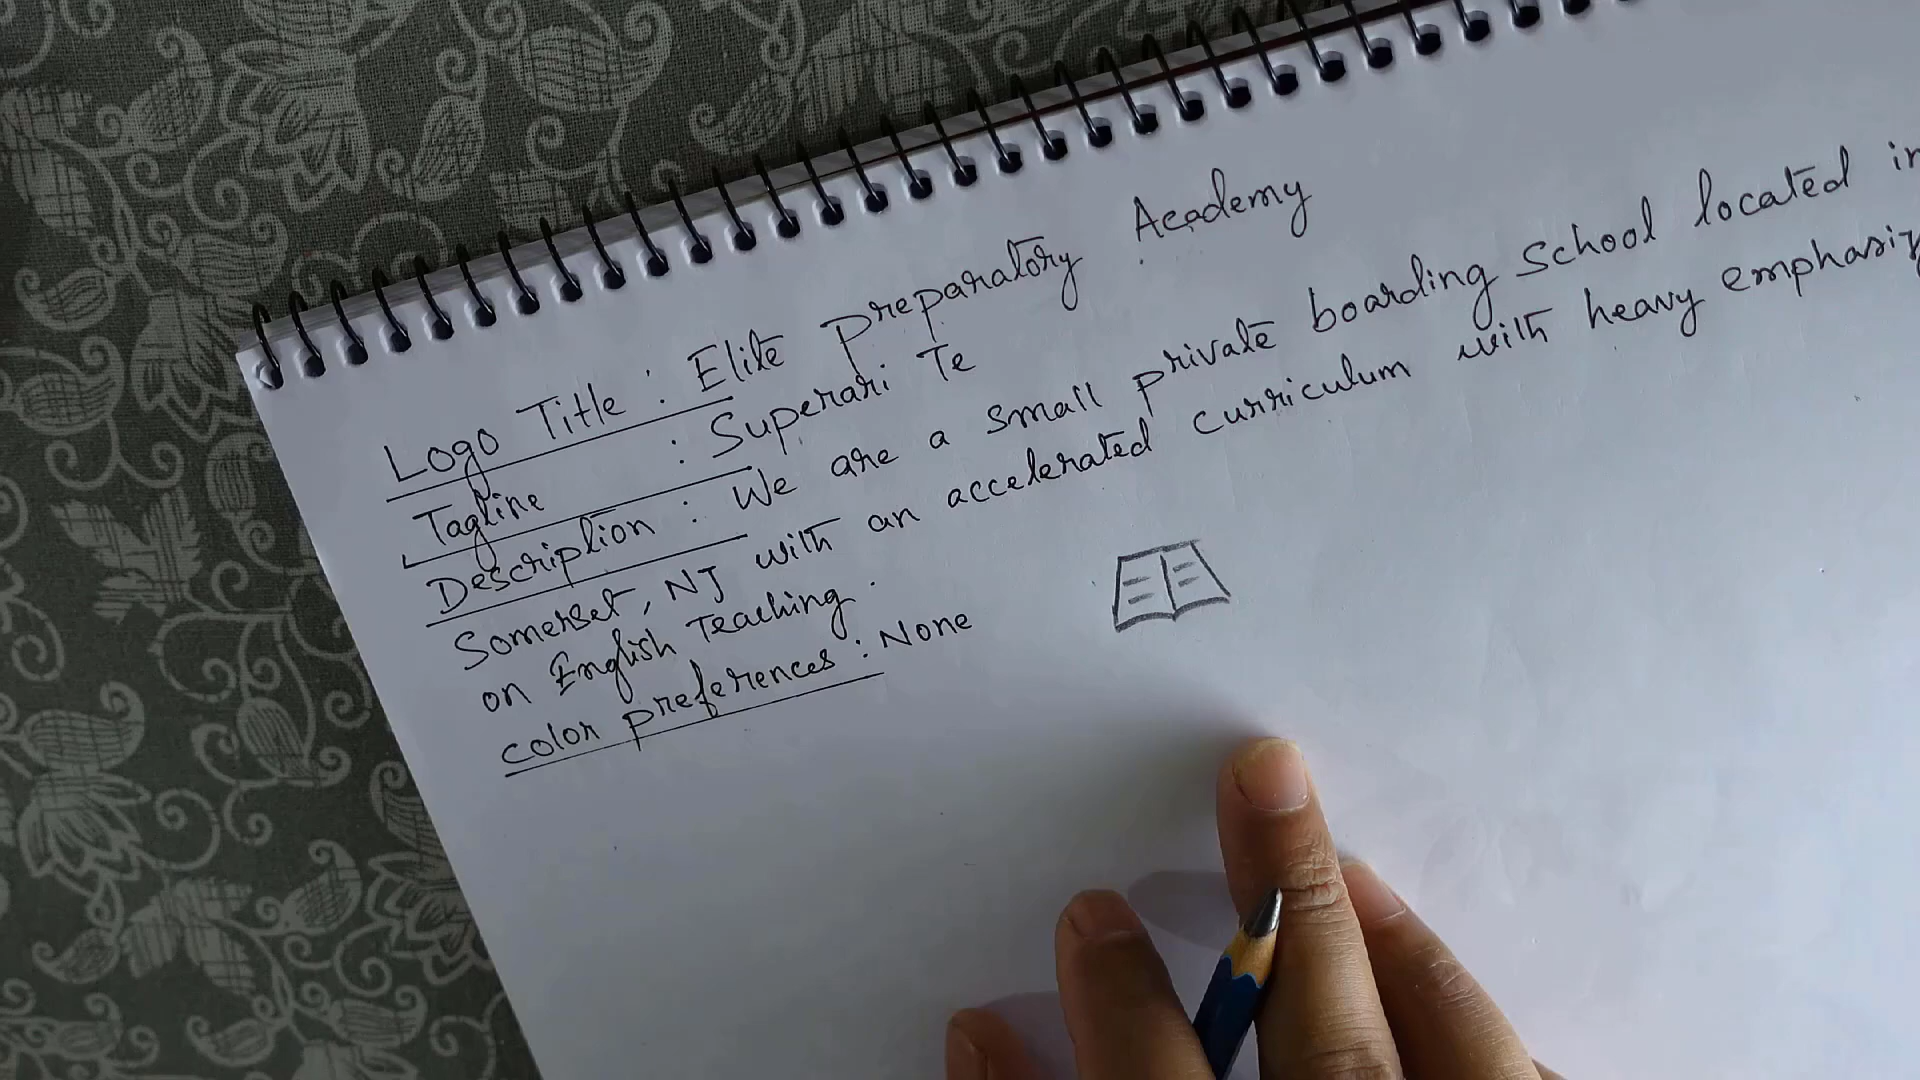 Logo Title : Elite Preparatory Academy
Tagline : Superari Te
Description : We are a small private boarding school located in
Somerset, NJ with an accelerated curriculum with heavy emphasiz
on English Teaching.
color preferences : None